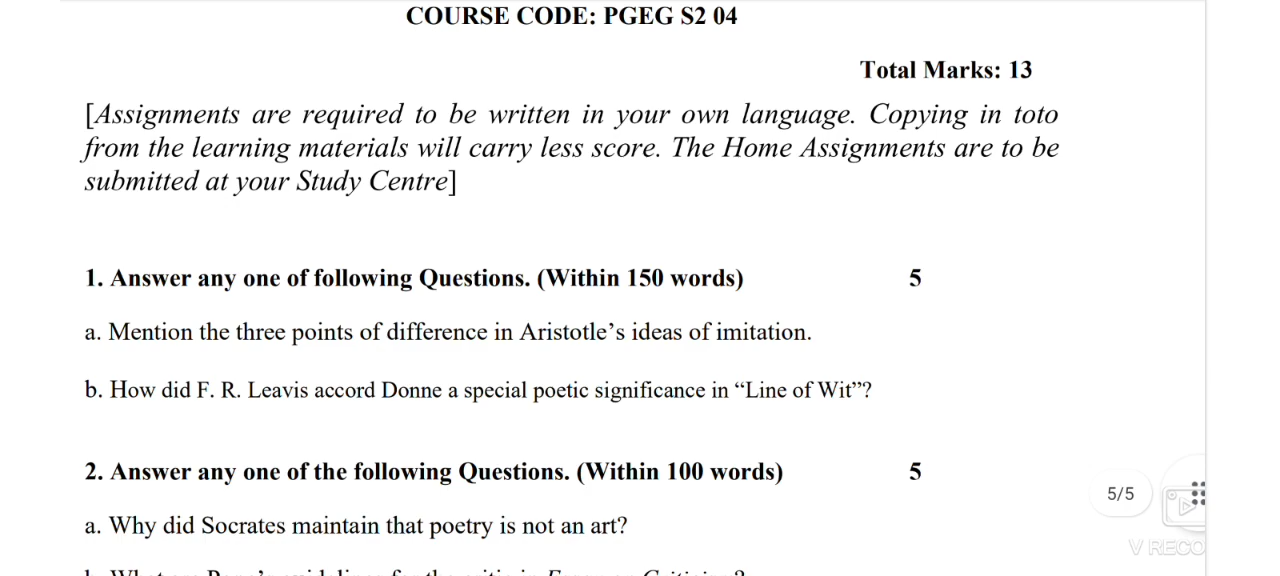 COURSE CODE: PGEG S2 04
Total Marks: 13
[Assignments are required to be written in your own language. Copying in toto
from the learning materials will carry less score. The Home Assignments are to be
submitted at your Study Centre]
1. Answer any one of following Questions. (Within 150 words) 5
a. Mention the three points of difference in Aristotle’s ideas of imitation.
b. How did F. R. Leavis accord Donne a special poetic significance in “Line of Wit”?
2. Answer any one of the following Questions. (Within 100 words) 5
5/5
a. Why did Socrates maintain that poetry is not an art?
V RECO